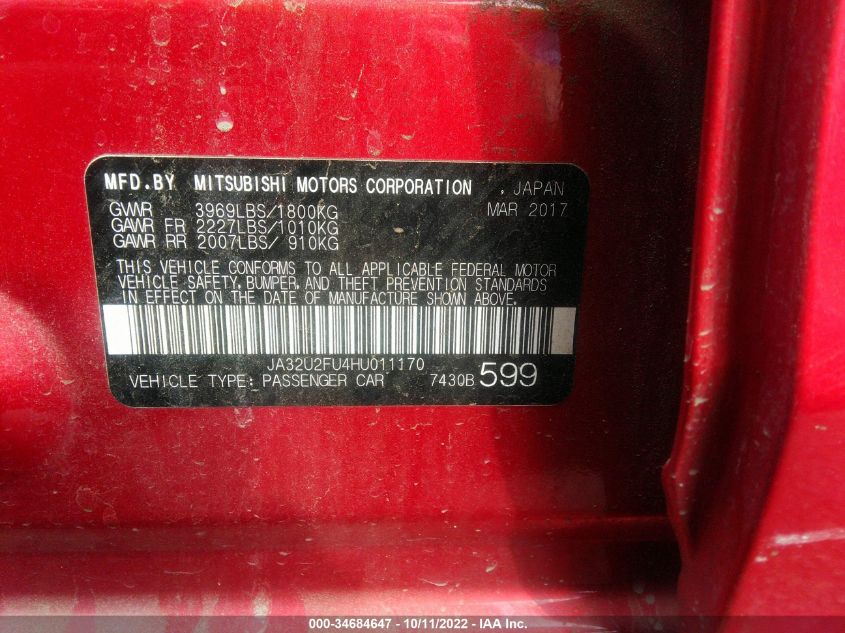 MFD.BY MITSUBISHI MOTORS CORPORATION , JAPAN
GVWR 3969LBS/1800KG MAR 2017
GAWR FR 2227LBS/1010KG
GAWR RR 2007LBS/ 910KG
THIS VEHICLE CONFORMS TO ALL APPLICABLE FEDERAL MOTOR
VEHICLE SAFETY, BUMPER, AND THEFT PREVENTION STANDARDS
IN EFFECT ON THE DATE OF MANUFACTURE SHOWN ABOVE.
JA32U2FU4HU011170
VEHICLE TYPE: PASSENGER CAR 7430B 599
000-34684647 - 10/11/2022 - IAA Inc.